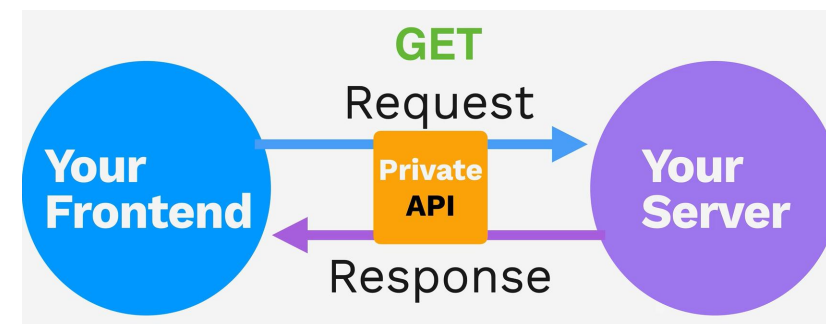 GET
Request
Your
Frontend
Private
API
Your
Server
Response